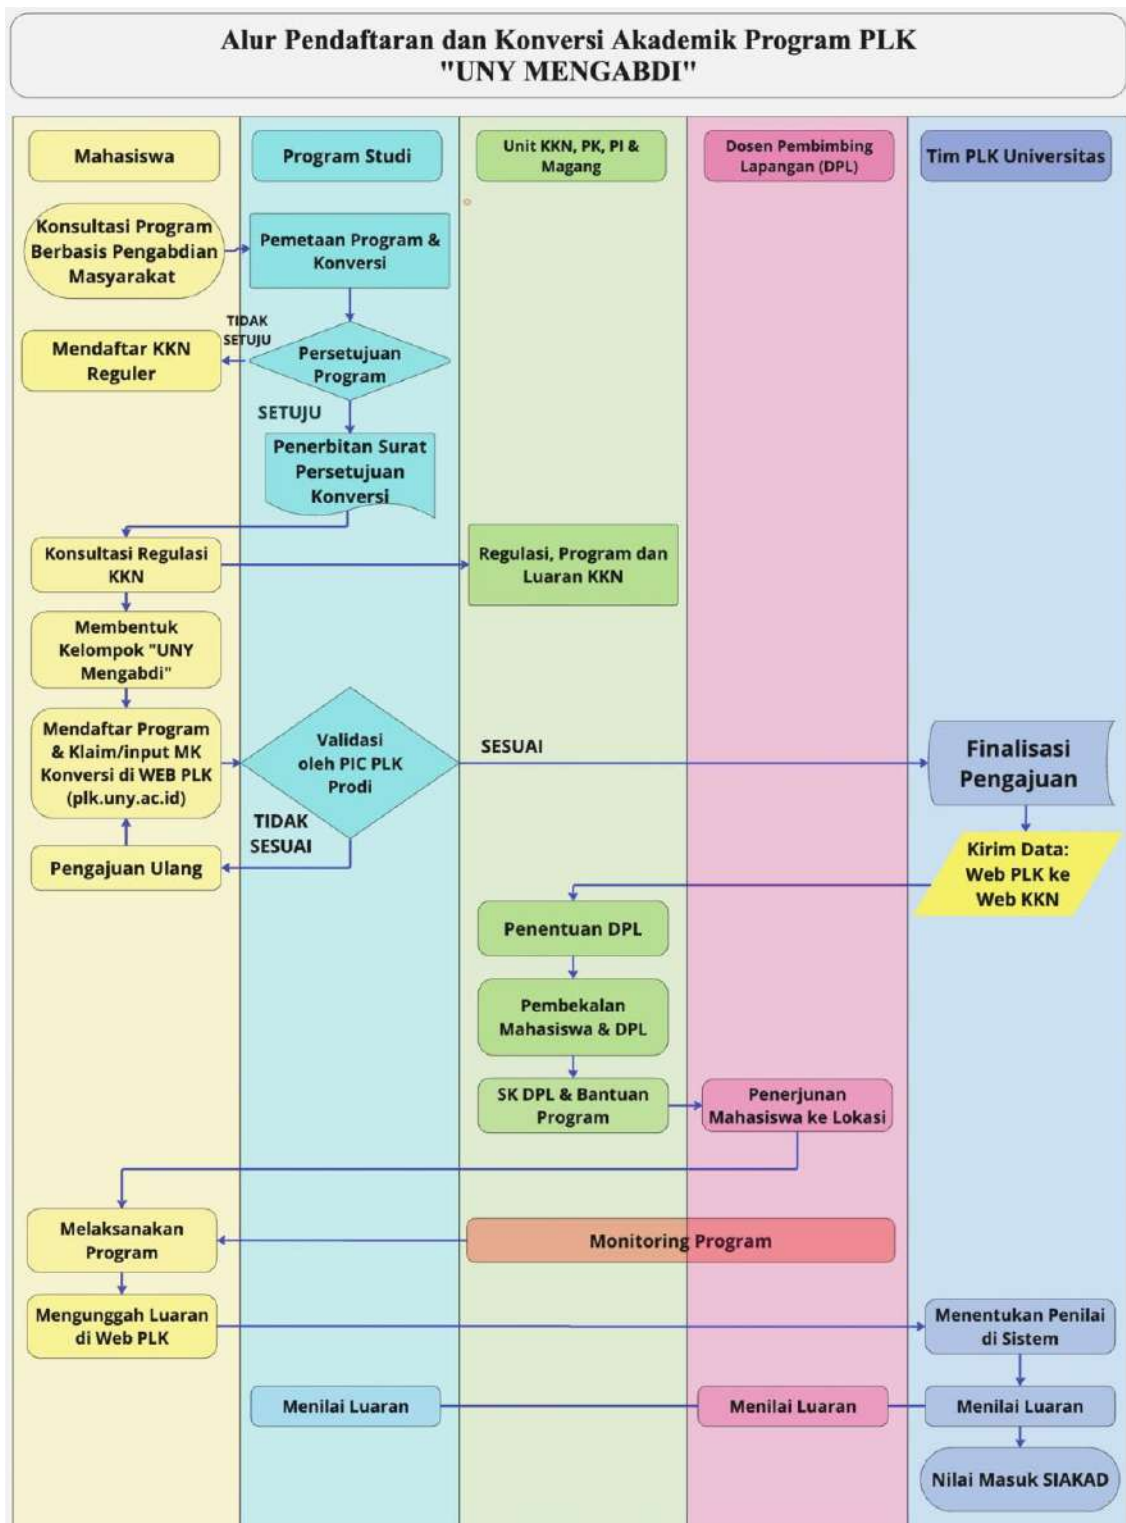 Alur Pendaftaran dan Konversi Akademik Program PLK
"UNY MENGABDI"
Mahasiswa
Program Studi
Unit KKN, PK, PI &
Magang
Dosen Pembimbing
Lapangan (DPL)
Tim PLK Universitas
Konsultasi Program
Berbasis Pengabdian
Masyarakat
Pemetaan Program &
Konversi
TIDAK
SETUJU
Mendaftar KKN
Reguler
Persetujuan
Program
SETUJU
Penerbitan Surat
Persetujuan
Konversi
Konsultasi Regulasi
KKN
Regulasi, Program dan
Luaran KKN
Membentuk
Kelompok "UNY
Mengabdi"
Mendaftar Program
& Klaim/input MK
Konversi di WEB PLK
(plk.uny.ac.id)
Validasi
oleh PIC PLK
Prodi
SESUAI
Finalisasi
Pengajuan
TIDAK
SESUAI
Pengajuan Ulang
Kirim Data:
Web PLK ke
Web KKN
Penentuan DPL
Pembekalan
Mahasiswa & DPL
SK DPL & Bantuan
Program
Penerjunan
Mahasiswa ke Lokasi
Melaksanakan
Program
Monitoring Program
Mengunggah Luaran
di Web PLK
Menentukan Penilai
di Sistem
Menilai Luaran
Menilai Luaran
Menilai Luaran
Nilai Masuk SIAKAD